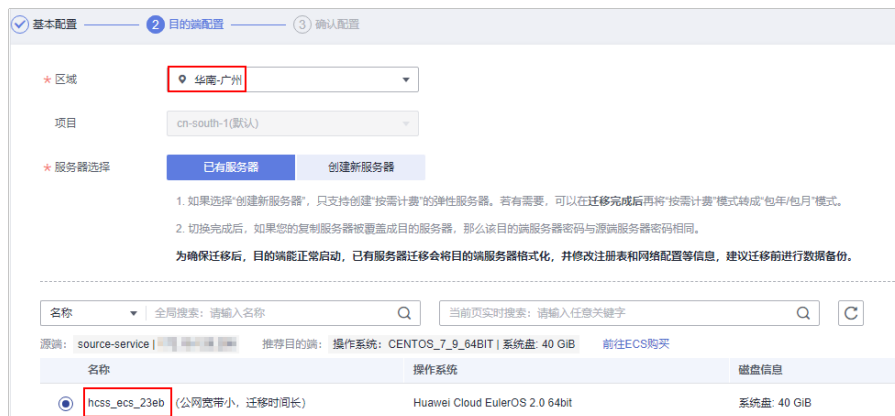 基本配置 2 目的端配置 3 确认配置
* 区域 华南-广州
项目 cn-south-1(默认)
* 服务器选择 已有服务器 创建新服务器
1. 如果选择“创建新服务器”，只支持创建“按需计费”的弹性服务器。若有需要，可以在迁移完成后再将“按需计费”模式转成“包年/包月”模式。
2. 切换完成后，如果您的复制服务器被覆盖成目的服务器，那么该目的端服务器密码与源端服务器密码相同。
为确保迁移后，目的端能正常启动，已有服务器迁移会将目的端服务器格式化，并修改注册表和网络配置等信息，建议迁移前进行数据备份。
名称 全局搜索：请输入名称 当前页实时搜索：请输入任意关键字
源端： source-service | 推荐目的端： 操作系统：CENTOS_7_9_64BIT | 系统盘: 40 GiB 前往ECS购买
名称 操作系统 磁盘信息
hcss_ecs_23eb (公网宽带小，迁移时间长) Huawei Cloud EulerOS 2.0 64bit 系统盘: 40 GiB